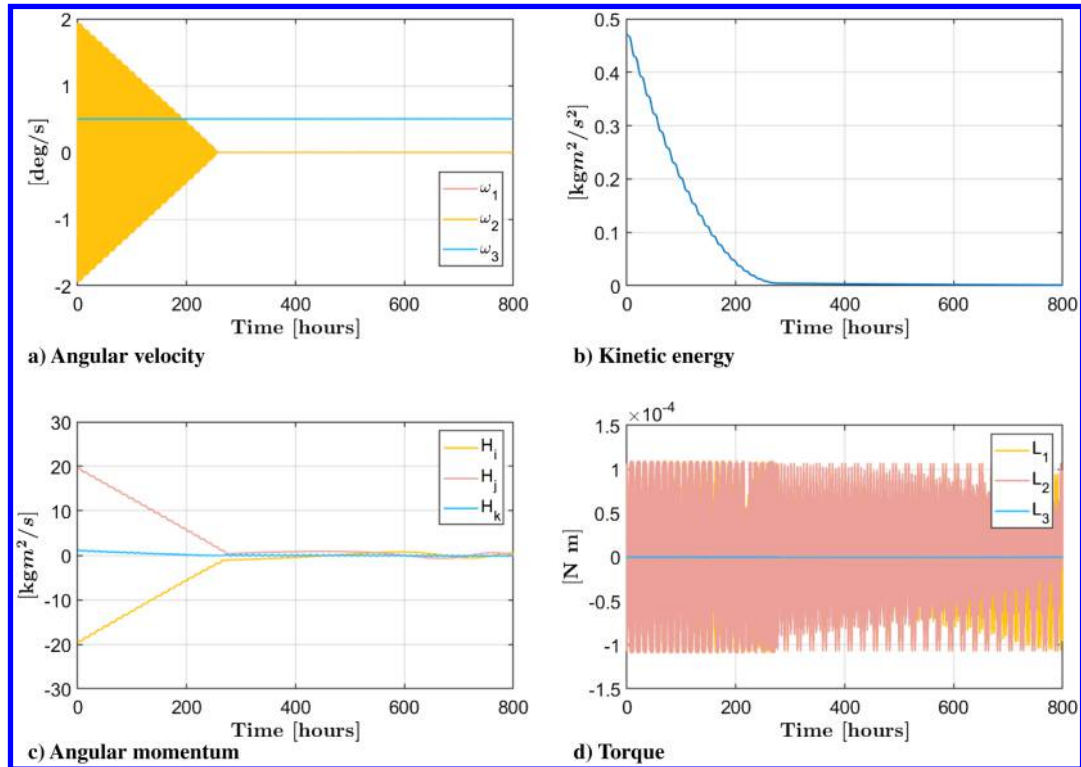 2
1
0
-1
-2
[deg/s]
0 200 400 600 800
Time [hours]
ω1
ω2
ω3
a) Angular velocity
0.5
0.4
0.3
0.2
0.1
0
[kgm²/s²]
0 200 400 600 800
Time [hours]
b) Kinetic energy
30
20
10
0
-10
-20
-30
[kgm²/s]
0 200 400 600 800
Time [hours]
H_i
H_j
H_k
c) Angular momentum
×10⁻⁴
1.5
1
0.5
0
-0.5
-1
-1.5
[N m]
0 200 400 600 800
Time [hours]
L1
L2
L3
d) Torque